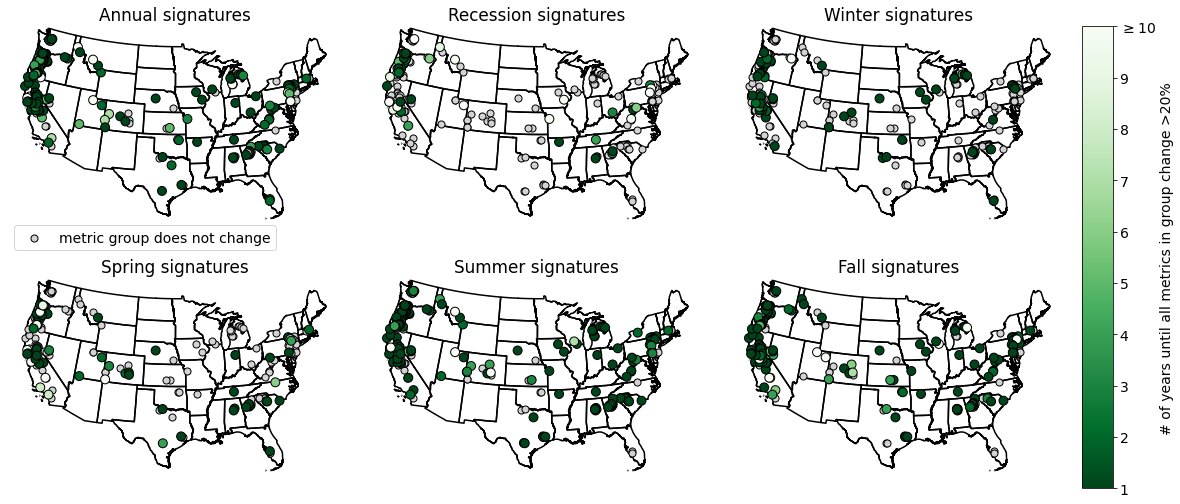 Annual signatures
Recession signatures
Winter signatures
metric group does not change
Spring signatures
Summer signatures
Fall signatures
≥ 10
9
8
7
6
5
4
3
2
1
# of years until all metrics in group change >20%